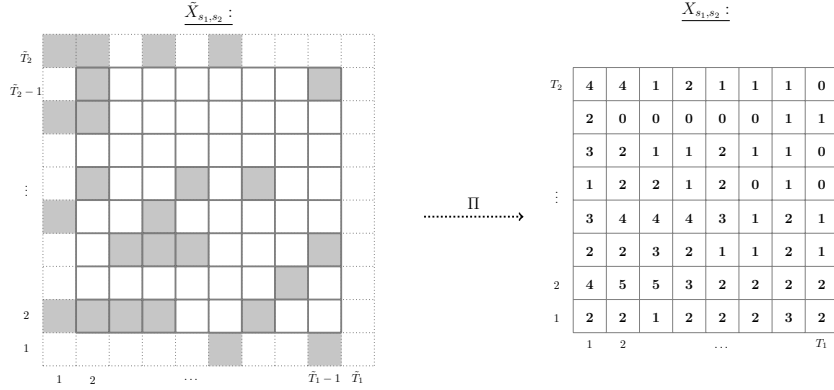 X̃_{s₁,s₂} :
T̃₂
T̃₂ − 1
⋮
2
1
1 2 ⋯ T̃₁ − 1 T̃₁
Π
X_{s₁,s₂} :
T₂ 4 4 1 2 1 1 1 0
2 0 0 0 0 0 1 1
3 2 1 1 2 1 1 0
⋮ 1 2 2 1 2 0 1 0
3 4 4 4 3 1 2 1
2 2 3 2 1 1 2 1
2 4 5 5 3 2 2 2 2
1 2 2 1 2 2 2 3 2
1 2 ⋯ T₁